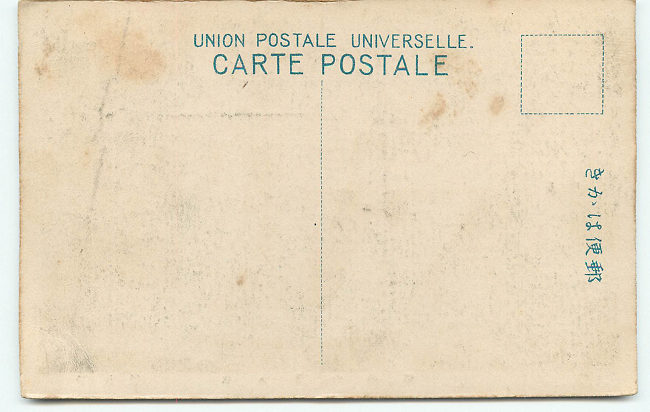 UNION POSTALE UNIVERSELLE.
CARTE POSTALE
郵便はかき